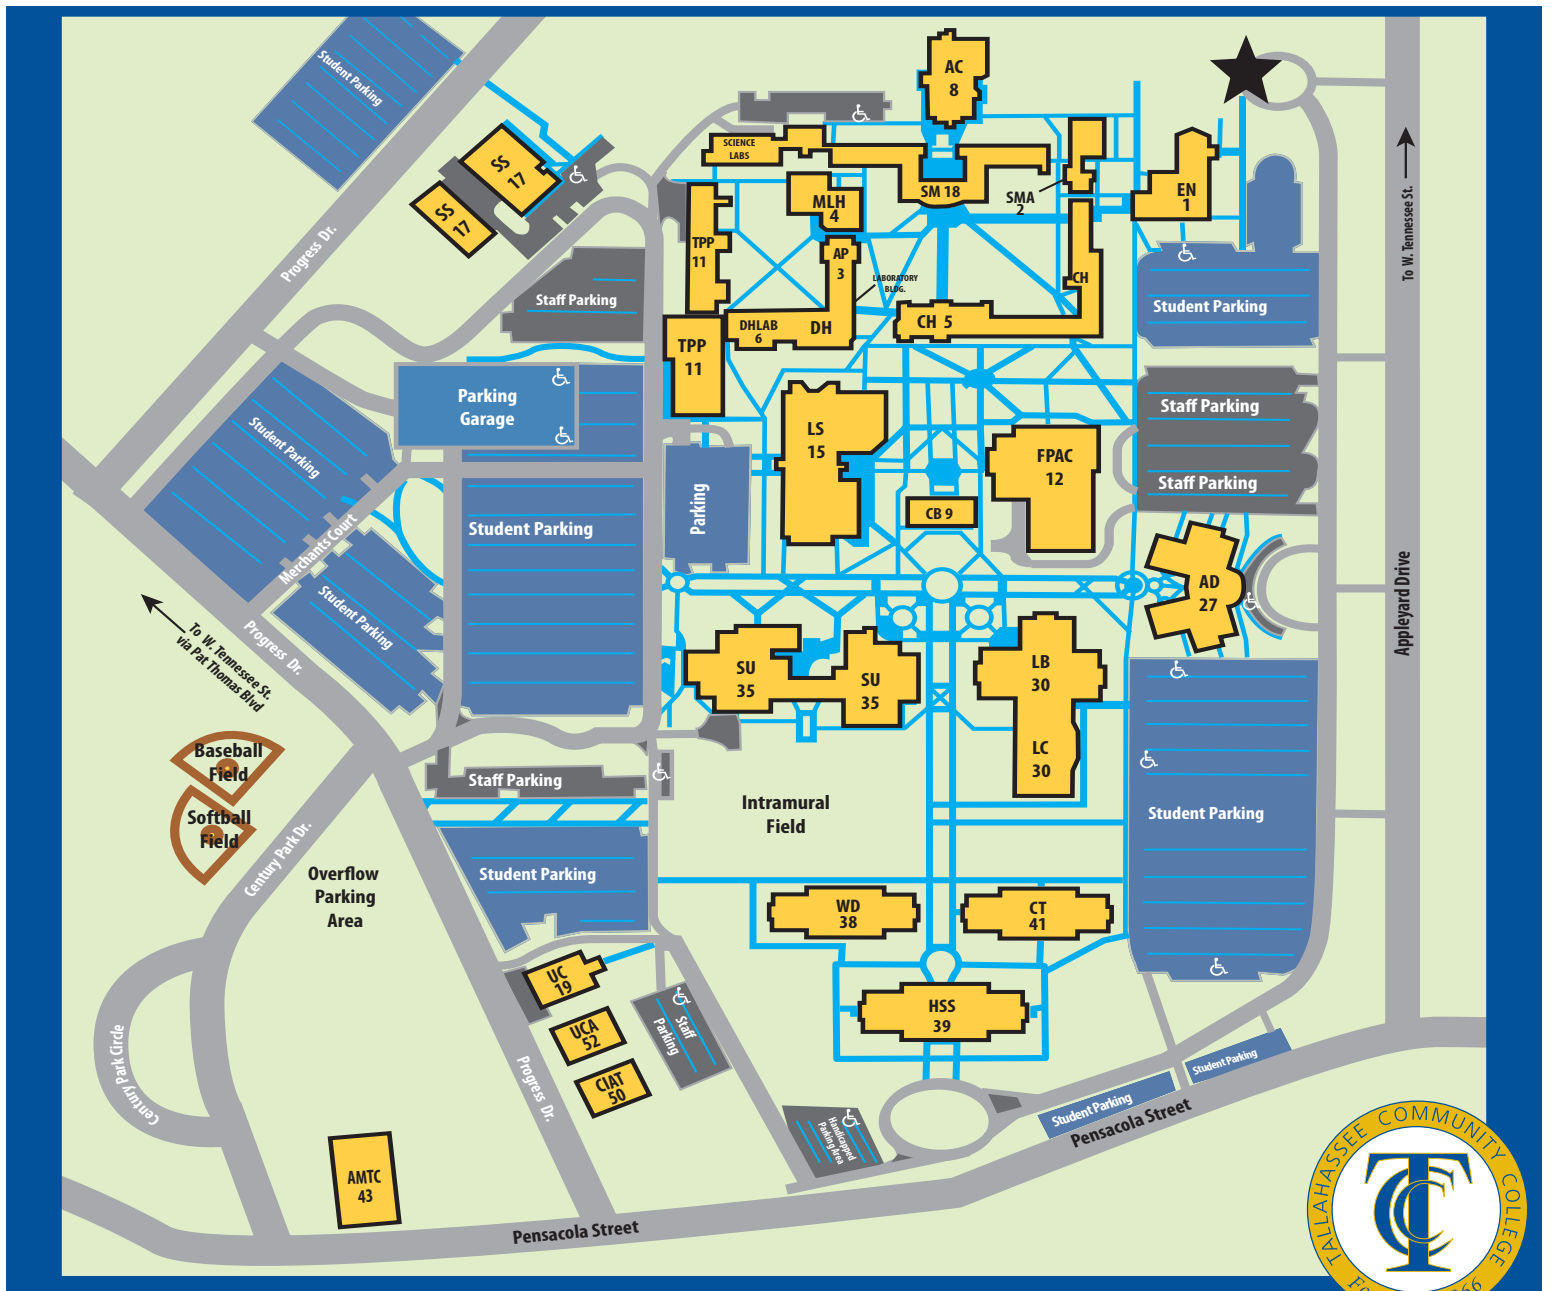 Student Parking
AC
8
SCIENCE
LABS
SS
17
SS
17
SM 18
SMA
2
EN
1
MLH
4
To W. Tennessee St.
Progress Dr.
TPP
11
AP
3
LABORATORY
BLDG.
CH
Staff Parking
Student Parking
DHLAB
6
DH
CH 5
TPP
11
Parking
Garage
Staff Parking
Student Parking
LS
15
FPAC
12
Staff Parking
Parking
CB 9
Student Parking
Merchants Court
Student Parking
AD
27
Appleyard Drive
To W. Tennessee St.
via Pat Thomas Blvd
Progress Dr.
SU
35
SU
35
LB
30
LC
30
Baseball
Field
Softball
Field
Staff Parking
Intramural
Field
Student Parking
Century Park Dr.
Overflow
Parking
Area
Student Parking
WD
38
CT
41
UC
19
HSS
39
UCA
52
Staff
Parking
CIAT
50
Century Park Circle
Progress Dr.
Handicapped
Parking Area
Student Parking
Student Parking
Pensacola Street
AMTC
43
Pensacola Street
TALLAHASSEE COMMUNITY COLLEGE
TCC